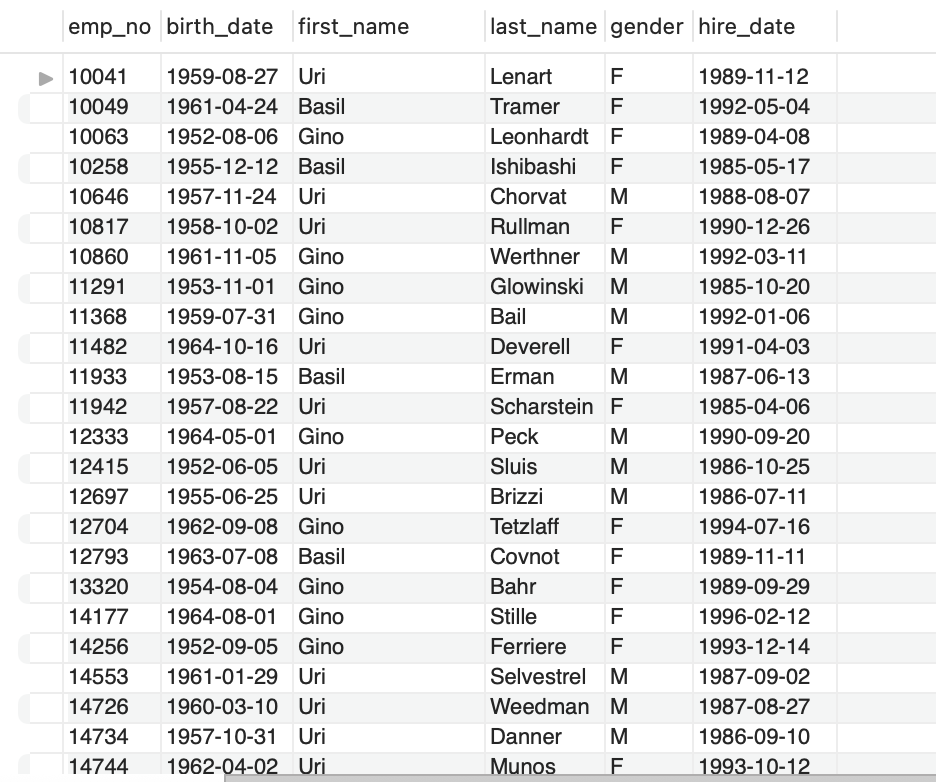 emp_no birth_date first_name last_name gender hire_date
10041 1959-08-27 Uri Lenart F 1989-11-12
10049 1961-04-24 Basil Tramer F 1992-05-04
10063 1952-08-06 Gino Leonhardt F 1989-04-08
10258 1955-12-12 Basil Ishibashi F 1985-05-17
10646 1957-11-24 Uri Chorvat M 1988-08-07
10817 1958-10-02 Uri Rullman F 1990-12-26
10860 1961-11-05 Gino Werthner M 1992-03-11
11291 1953-11-01 Gino Glowinski M 1985-10-20
11368 1959-07-31 Gino Bail M 1992-01-06
11482 1964-10-16 Uri Deverell F 1991-04-03
11933 1953-08-15 Basil Erman M 1987-06-13
11942 1957-08-22 Uri Scharstein F 1985-04-06
12333 1964-05-01 Gino Peck M 1990-09-20
12415 1952-06-05 Uri Sluis M 1986-10-25
12697 1955-06-25 Uri Brizzi M 1986-07-11
12704 1962-09-08 Gino Tetzlaff F 1994-07-16
12793 1963-07-08 Basil Covnot F 1989-11-11
13320 1954-08-04 Gino Bahr F 1989-09-29
14177 1964-08-01 Gino Stille F 1996-02-12
14256 1952-09-05 Gino Ferriere F 1993-12-14
14553 1961-01-29 Uri Selvestrel M 1987-09-02
14726 1960-03-10 Uri Weedman M 1987-08-27
14734 1957-10-31 Uri Danner M 1986-09-10
14744 1962-04-02 Uri Munos F 1993-10-12